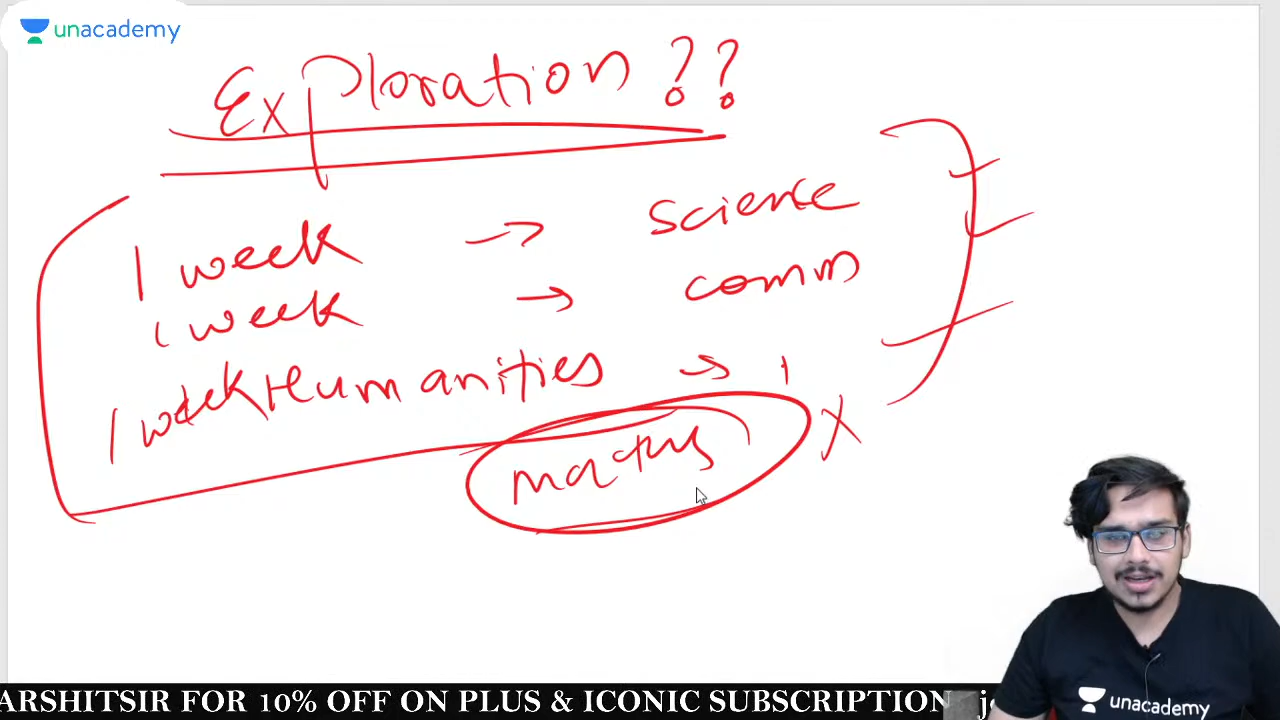 unacademy
Exploration ??
1 week → Science
1 week → comm
1 week Humanities → 1
maths X
unacademy
ARSHITSIR FOR 10% OFF ON PLUS & ICONIC SUBSCRIPTION